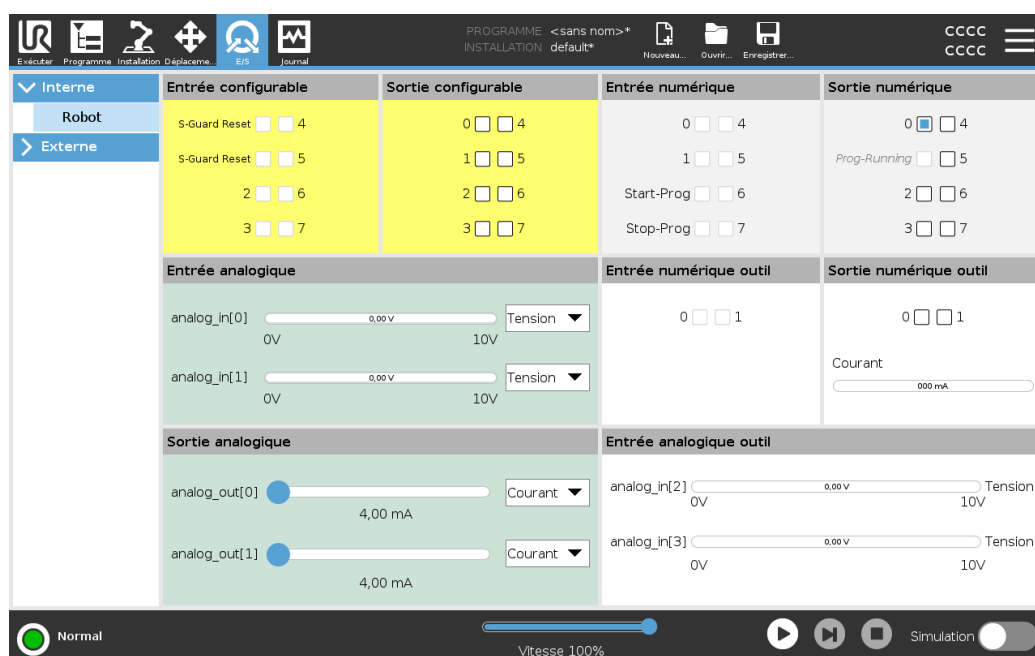 UR
PROGRAMME <sans nom>*
INSTALLATION default*
CCCC
CCCC
Exécuter Programme Installation Déplaceme... E/S Journal
Nouveau... Ouvrir... Enregistrer...
Interne
Robot
Externe
Entrée configurable
S-Guard Reset 4
S-Guard Reset 5
2 6
3 7
Sortie configurable
0 4
1 5
2 6
3 7
Entrée numérique
0 4
1 5
Start-Prog 6
Stop-Prog 7
Sortie numérique
0 4
Prog-Running 5
2 6
3 7
Entrée analogique
analog_in[0] 0,00 V Tension
0V 10V
analog_in[1] 0,00 V Tension
0V 10V
Entrée numérique outil
0 1
Sortie numérique outil
0 1
Courant
000 mA
Sortie analogique
analog_out[0] Courant
4,00 mA
analog_out[1] Courant
4,00 mA
Entrée analogique outil
analog_in[2] 0,00 V Tension
0V 10V
analog_in[3] 0,00 V Tension
0V 10V
Normal
Vitesse 100%
Simulation